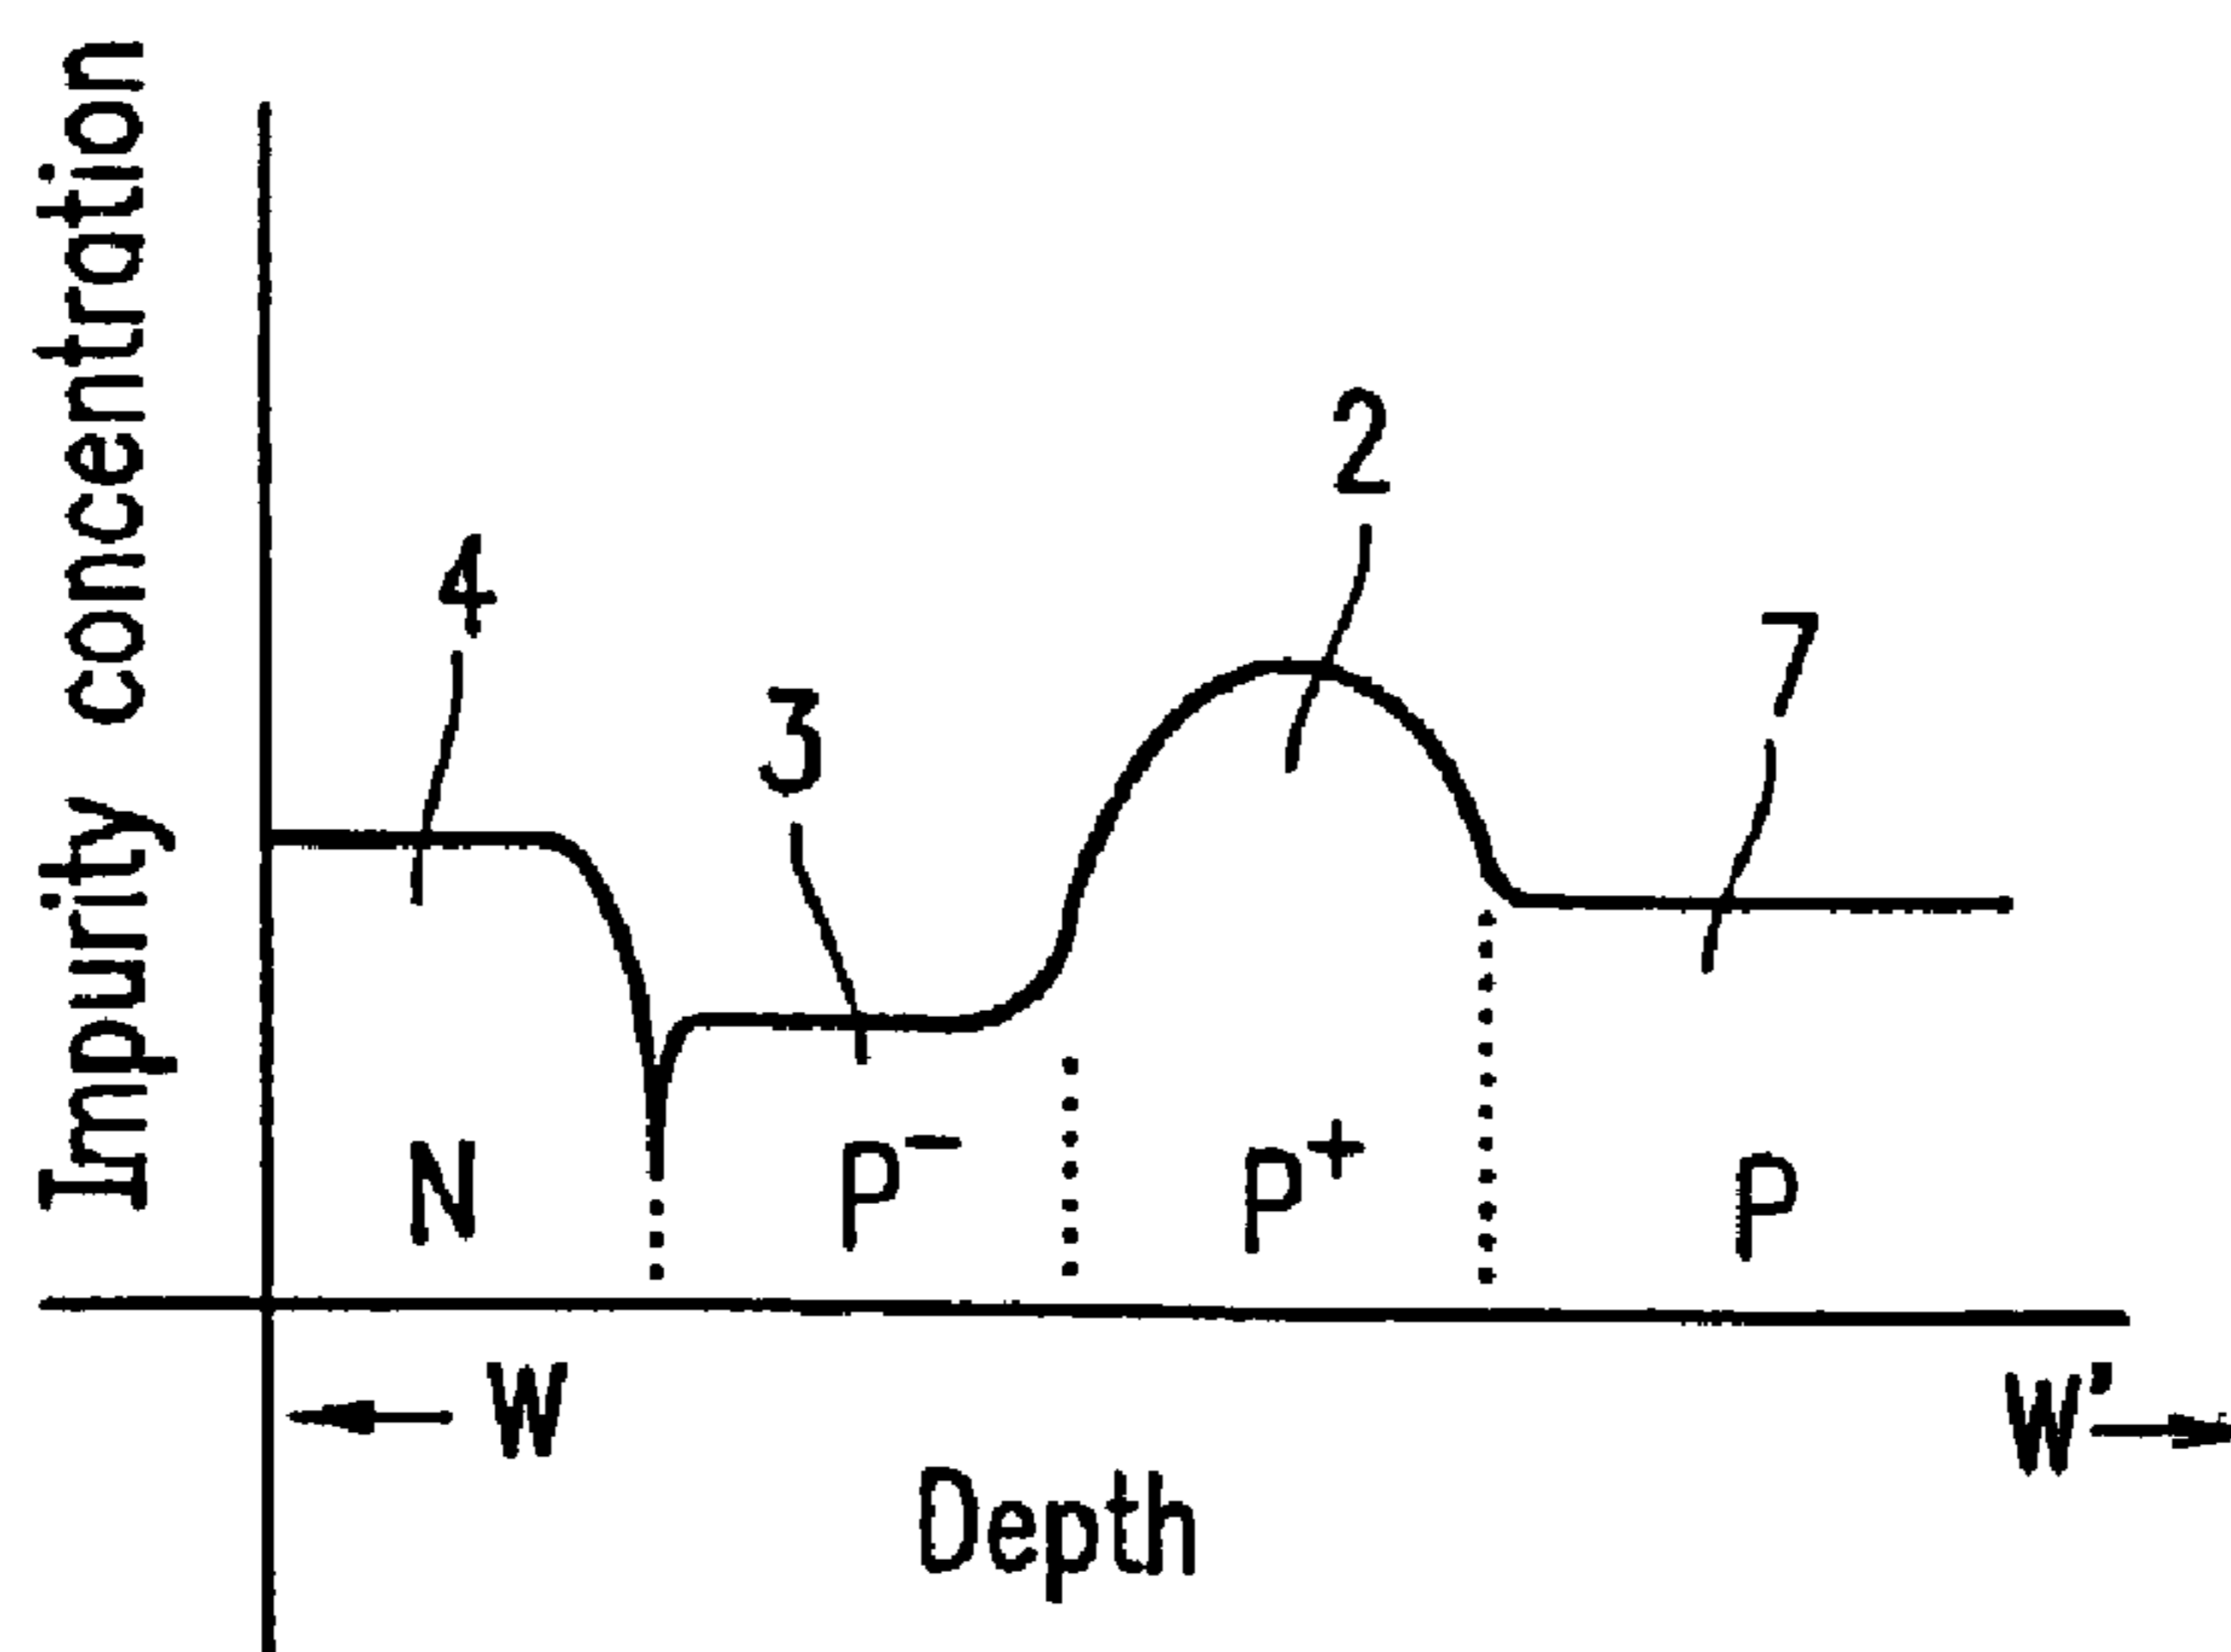 Impurity concentration
2
4
7
3
N P⁻ P⁺ P
W W'
Depth